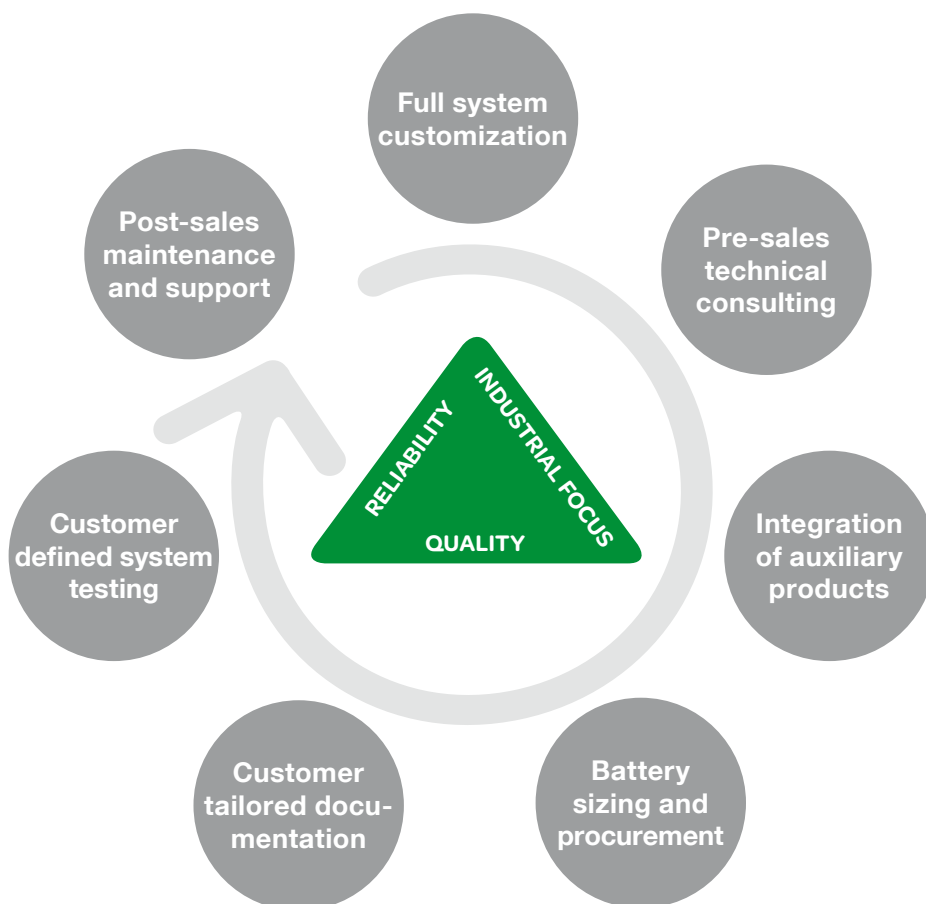 Full system
customization
Pre-sales
technical
consulting
Integration
of auxiliary
products
Battery
sizing and
procurement
Customer
tailored docu-
mentation
Customer
defined system
testing
Post-sales
maintenance
and support
RELIABILITY
INDUSTRIAL FOCUS
QUALITY